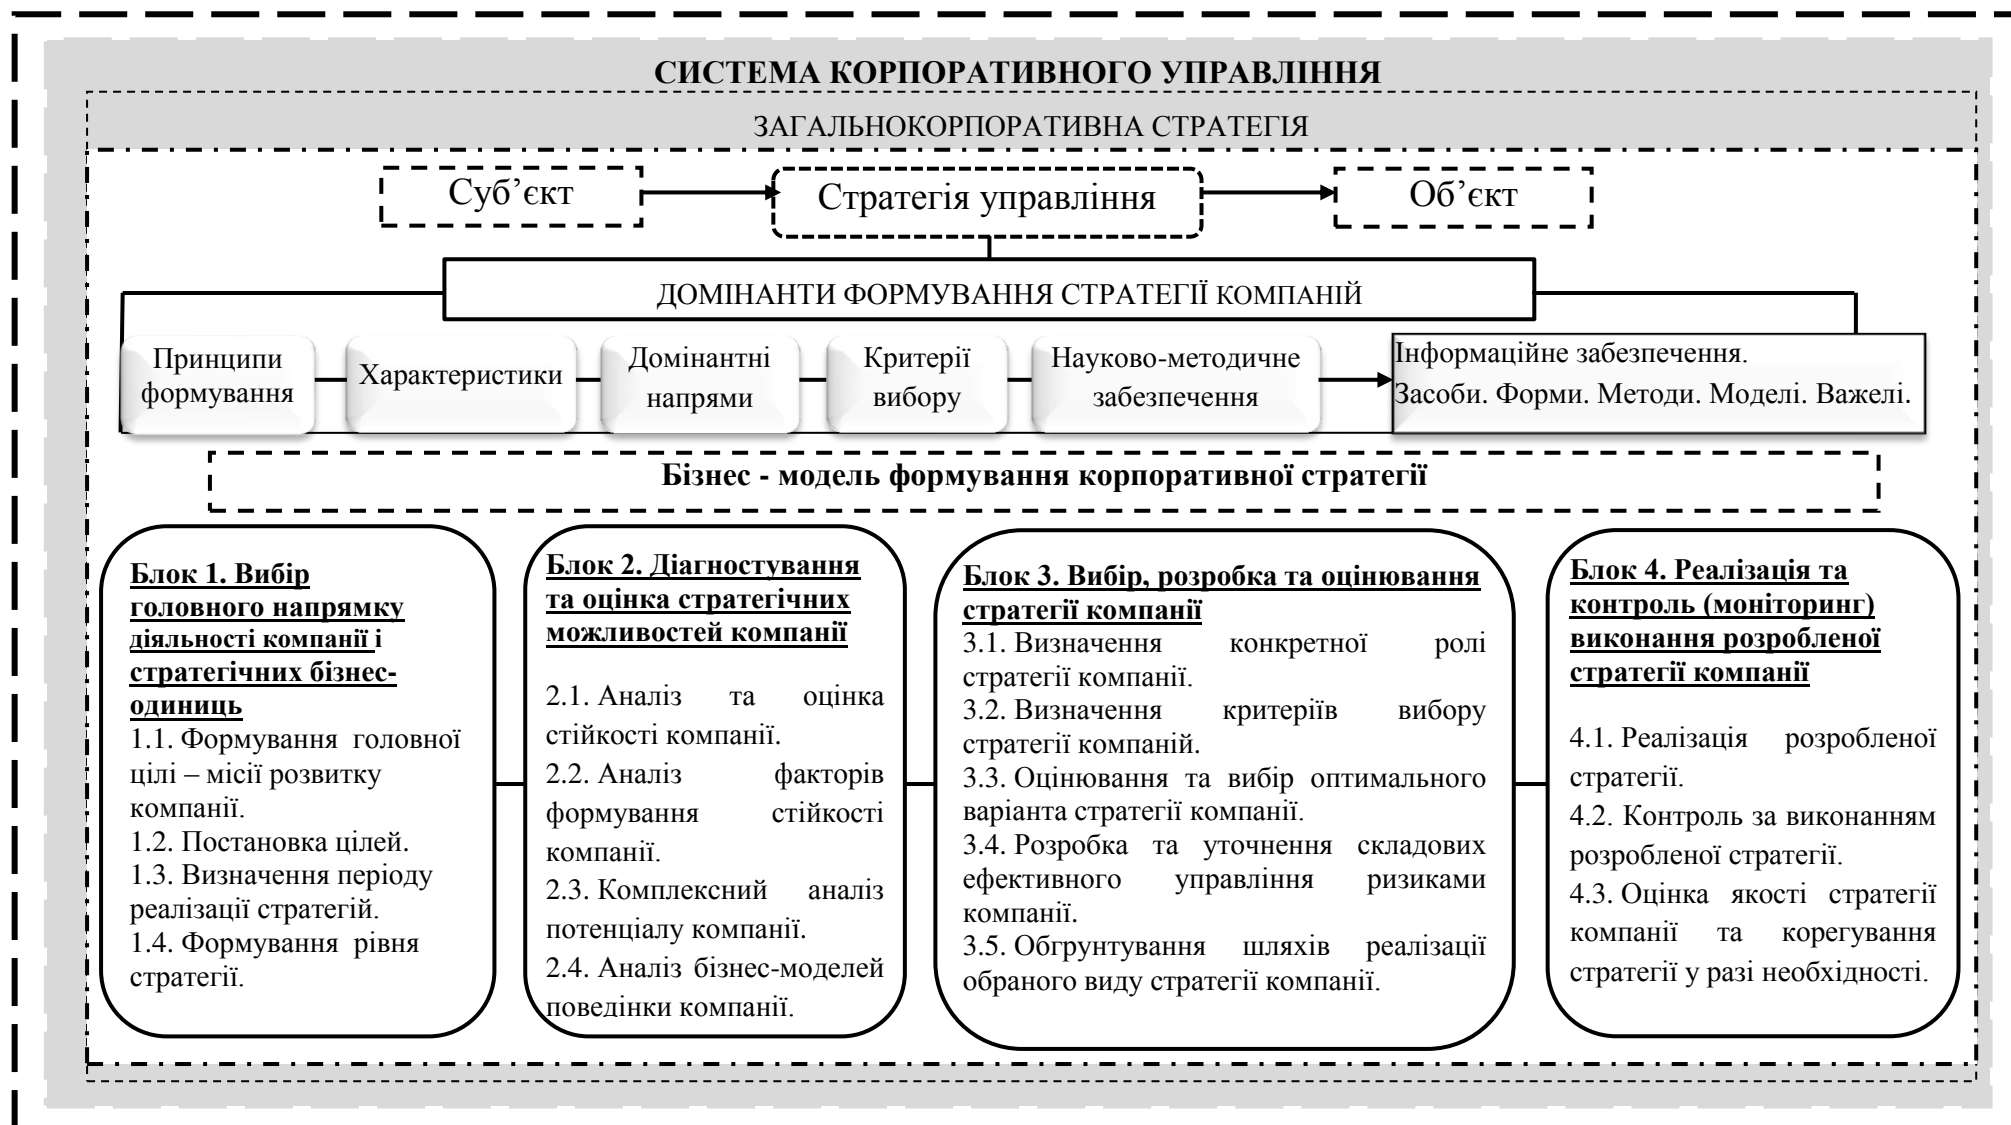 СИСТЕМА КОРПОРАТИВНОГО УПРАВЛІННЯ
ЗАГАЛЬНОКОРПОРАТИВНА СТРАТЕГІЯ
Суб’єкт
Стратегія управління
Об’єкт
ДОМІНАНТИ ФОРМУВАННЯ СТРАТЕГІЇ КОМПАНІЙ
Принципи
формування
Характеристики
Домінантні
напрями
Критерії
вибору
Науково-методичне
забезпечення
Інформаційне забезпечення.
Засоби. Форми. Методи. Моделі. Важелі.
Бізнес - модель формування корпоративної стратегії
Блок 1. Вибір
головного напрямку
діяльності компанії і
стратегічних бізнес-
одиниць
1.1. Формування головної
цілі – місії розвитку
компанії.
1.2. Постановка цілей.
1.3. Визначення періоду
реалізації стратегій.
1.4. Формування рівня
стратегії.
Блок 2. Діагностування
та оцінка стратегічних
можливостей компанії
2.1. Аналіз та оцінка
стійкості компанії.
2.2. Аналіз факторів
формування стійкості
компанії.
2.3. Комплексний аналіз
потенціалу компанії.
2.4. Аналіз бізнес-моделей
поведінки компанії.
Блок 3. Вибір, розробка та оцінювання
стратегії компанії
3.1. Визначення конкретної ролі
стратегії компанії.
3.2. Визначення критеріїв вибору
стратегії компаній.
3.3. Оцінювання та вибір оптимального
варіанта стратегії компанії.
3.4. Розробка та уточнення складових
ефективного управління ризиками
компанії.
3.5. Обгрунтування шляхів реалізації
обраного виду стратегії компанії.
Блок 4. Реалізація та
контроль (моніторинг)
виконання розробленої
стратегії компанії
4.1. Реалізація розробленої
стратегії.
4.2. Контроль за виконанням
розробленої стратегії.
4.3. Оцінка якості стратегії
компанії та корегування
стратегії у разі необхідності.